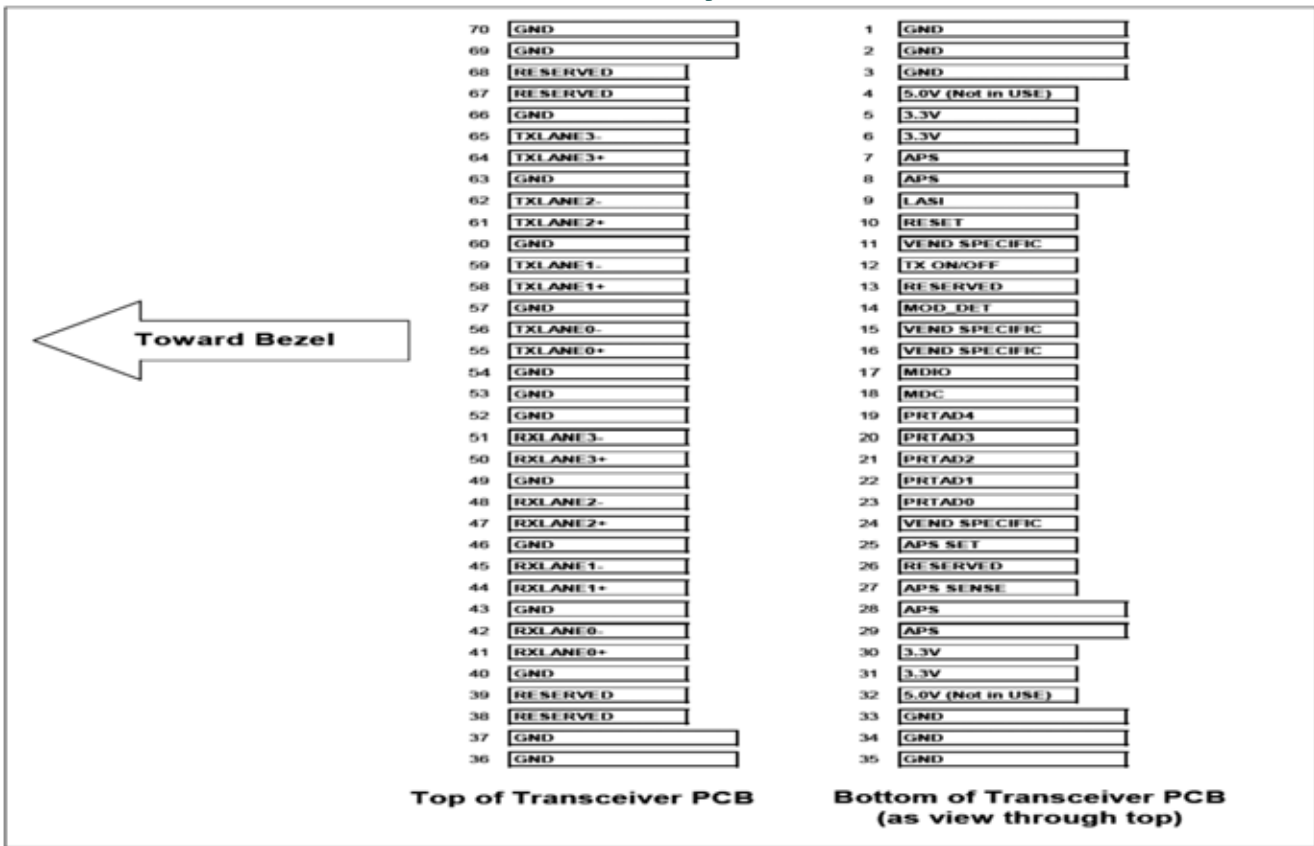 70 GND
69 GND
68 RESERVED
67 RESERVED
66 GND
65 TXLANE3-
64 TXLANE3+
63 GND
62 TXLANE2-
61 TXLANE2+
60 GND
59 TXLANE1-
58 TXLANE1+
57 GND
56 TXLANE0-
55 TXLANE0+
54 GND
53 GND
52 GND
51 RXLANE3-
50 RXLANE3+
49 GND
48 RXLANE2-
47 RXLANE2+
46 GND
45 RXLANE1-
44 RXLANE1+
43 GND
42 RXLANE0-
41 RXLANE0+
40 GND
39 RESERVED
38 RESERVED
37 GND
36 GND
Top of Transceiver PCB
1 GND
2 GND
3 GND
4 5.0V (Not in USE)
5 3.3V
6 3.3V
7 APS
8 APS
9 LASI
10 RESET
11 VEND SPECIFIC
12 TX ON/OFF
13 RESERVED
14 MOD_DET
15 VEND SPECIFIC
16 VEND SPECIFIC
17 MDIO
18 MDC
19 PRTAD4
20 PRTAD3
21 PRTAD2
22 PRTAD1
23 PRTAD0
24 VEND SPECIFIC
25 APS SET
26 RESERVED
27 APS SENSE
28 APS
29 APS
30 3.3V
31 3.3V
32 5.0V (Not in USE)
33 GND
34 GND
35 GND
Bottom of Transceiver PCB
(as view through top)
Toward Bezel